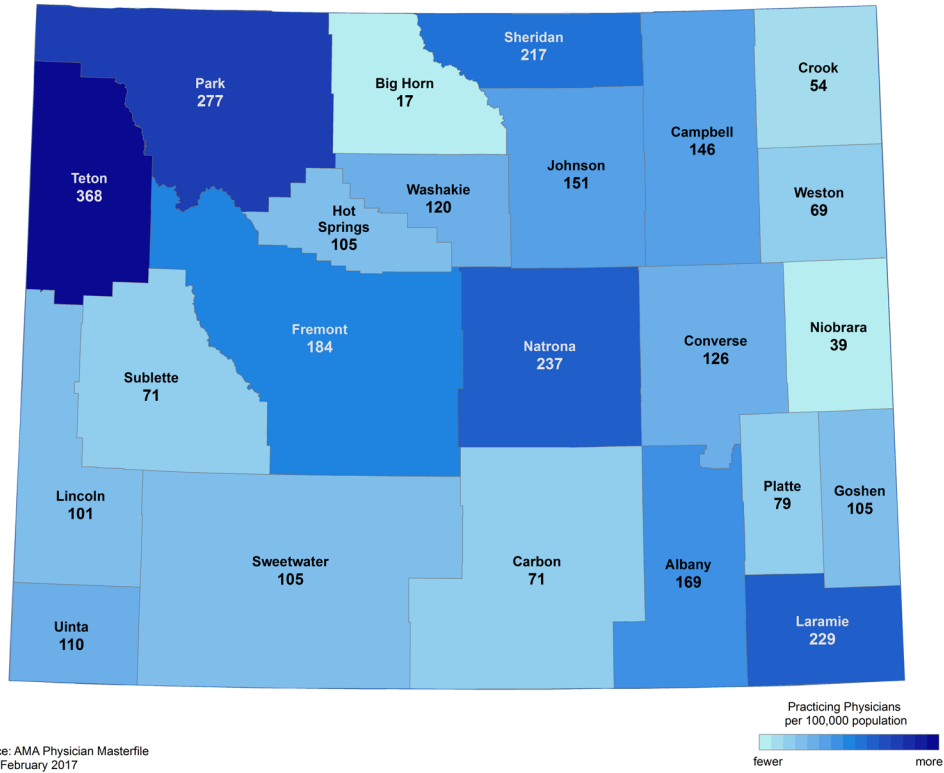 Sheridan
217
Park
277
Big Horn
17
Crook
54
Campbell
146
Johnson
151
Teton
368
Washakie
120
Weston
69
Hot
Springs
105
Fremont
184
Natrona
237
Converse
126
Niobrara
39
Sublette
71
Lincoln
101
Platte
79
Goshen
105
Sweetwater
105
Carbon
71
Albany
169
Uinta
110
Laramie
229
Practicing Physicians
per 100,000 population
fewer more
ce: AMA Physician Masterfile
February 2017